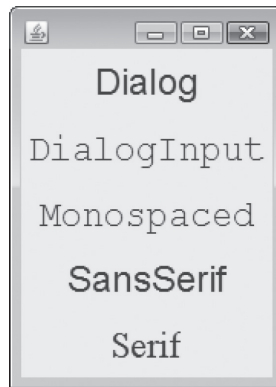 Dialog
DialogInput
Monospaced
SansSerif
Serif